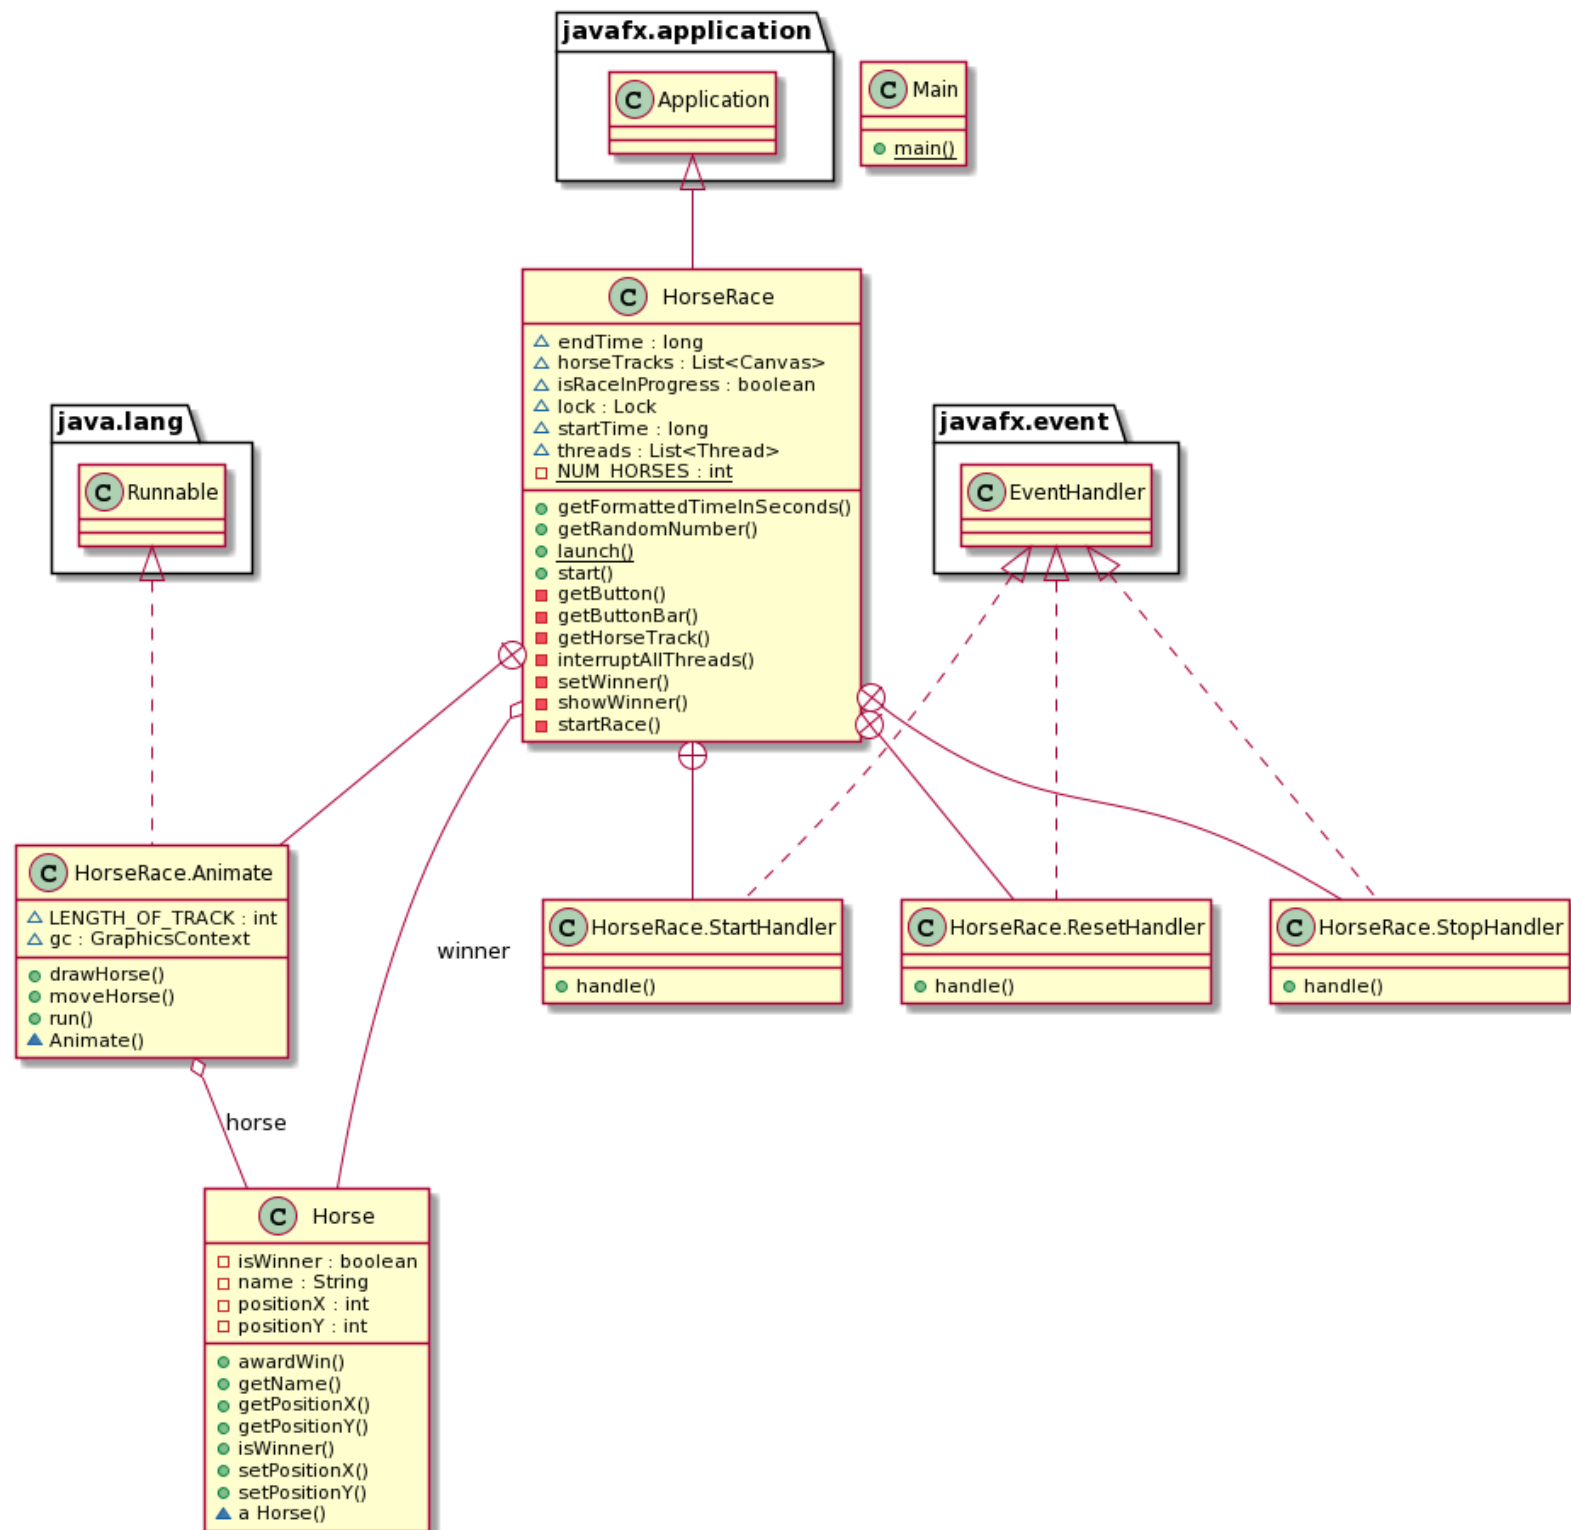 javafx.application
C Application
C Main
main()
C HorseRace
endTime : long
horseTracks : List<Canvas>
isRaceInProgress : boolean
lock : Lock
startTime : long
threads : List<Thread>
NUM_HORSES : int
getFormattedTimeInSeconds()
getRandomNumber()
launch()
start()
getButton()
getButtonBar()
getHorseTrack()
interruptAllThreads()
setWinner()
showWinner()
startRace()
java.lang
C Runnable
javafx.event
C EventHandler
C HorseRace.Animate
LENGTH_OF_TRACK : int
gc : GraphicsContext
drawHorse()
moveHorse()
run()
Animate()
winner
C HorseRace.StartHandler
handle()
C HorseRace.ResetHandler
handle()
C HorseRace.StopHandler
handle()
horse
C Horse
isWinner : boolean
name : String
positionX : int
positionY : int
awardWin()
getName()
getPositionX()
getPositionY()
isWinner()
setPositionX()
setPositionY()
a Horse()